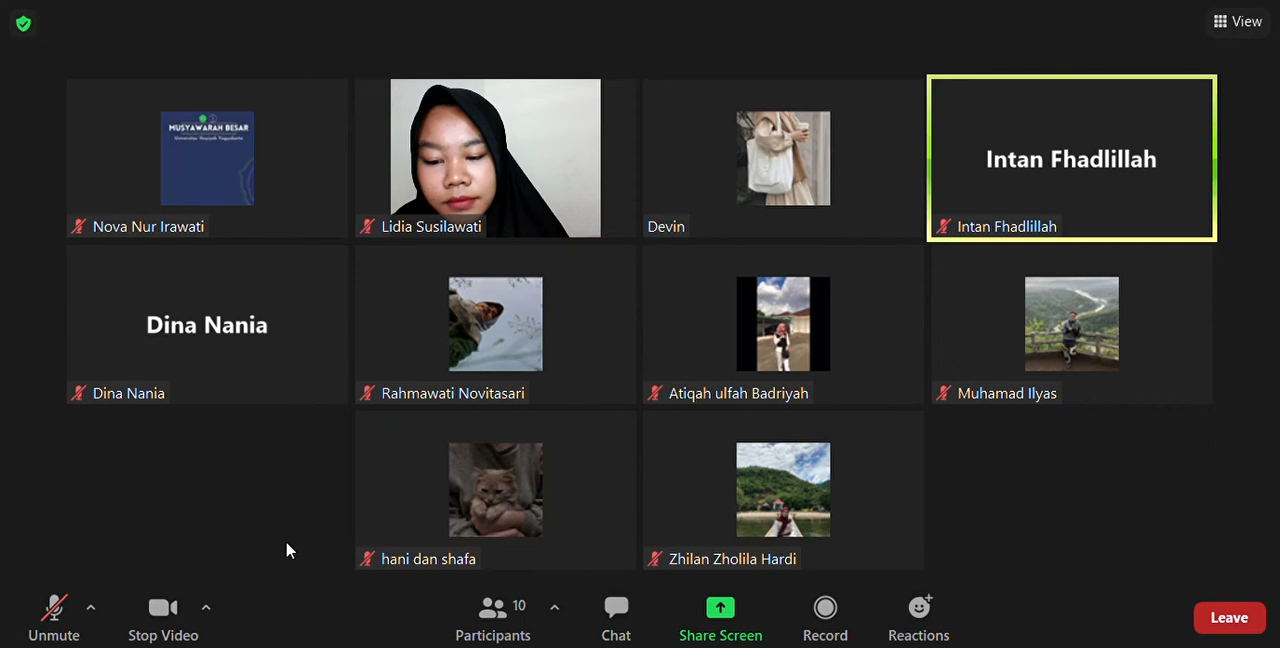 View
MUSYAWARAH BESAR
Nova Nur Irawati
Lidia Susilawati
Devin
Intan Fhadlillah
Intan Fhadlillah
Dina Nania
Dina Nania
Rahmawati Novitasari
Atiqah ulfah Badriyah
Muhamad Ilyas
hani dan shafa
Zhilan Zholila Hardi
Unmute
Stop Video
10
Participants
Chat
Share Screen
Record
Reactions
Leave